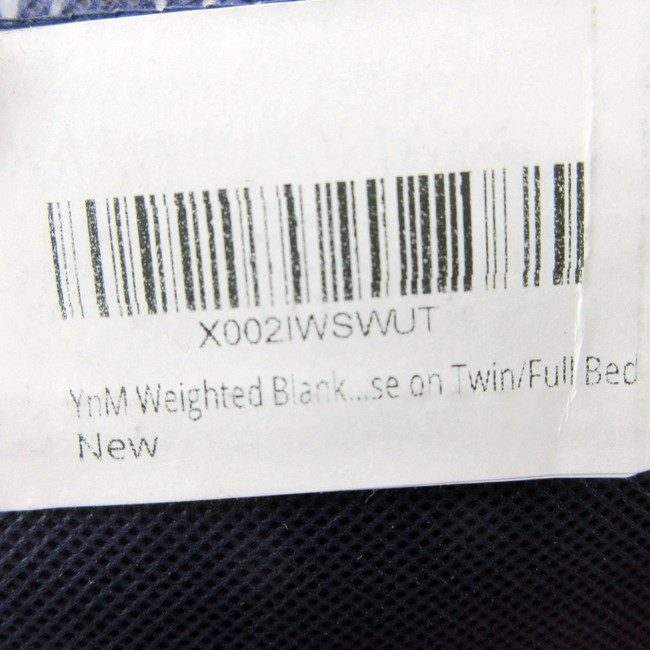 X002IWSWUT
YnM Weighted Blank...se on Twin/Full Bed
New